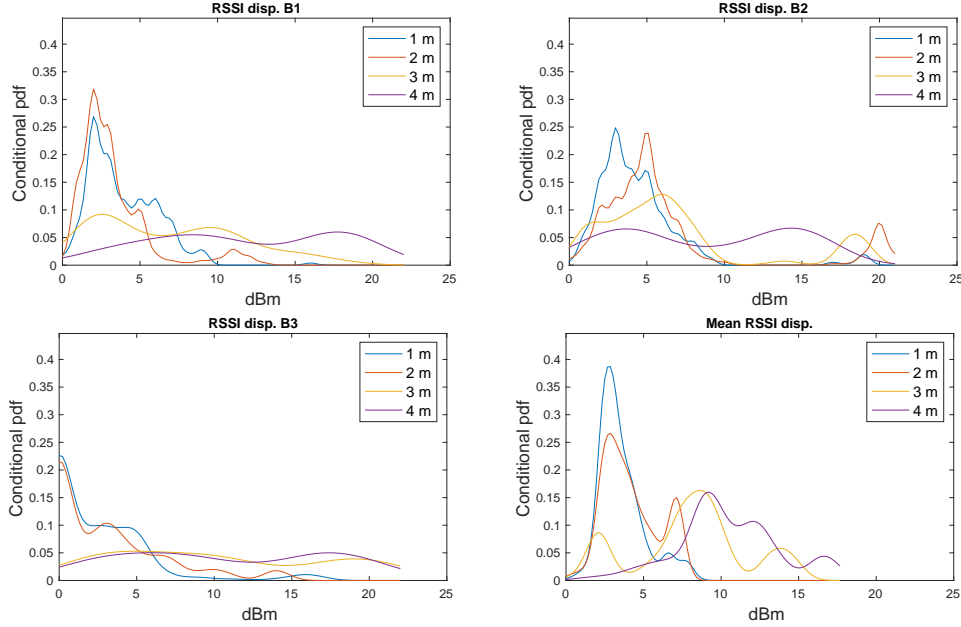 RSSI disp. B1
Conditional pdf
0.4
0.35
0.3
0.25
0.2
0.15
0.1
0.05
0
0 5 10 15 20 25
dBm
1 m
2 m
3 m
4 m
RSSI disp. B2
Conditional pdf
0.4
0.35
0.3
0.25
0.2
0.15
0.1
0.05
0
0 5 10 15 20 25
dBm
1 m
2 m
3 m
4 m
RSSI disp. B3
Conditional pdf
0.4
0.35
0.3
0.25
0.2
0.15
0.1
0.05
0
0 5 10 15 20 25
dBm
1 m
2 m
3 m
4 m
Mean RSSI disp.
Conditional pdf
0.4
0.35
0.3
0.25
0.2
0.15
0.1
0.05
0
0 5 10 15 20 25
dBm
1 m
2 m
3 m
4 m